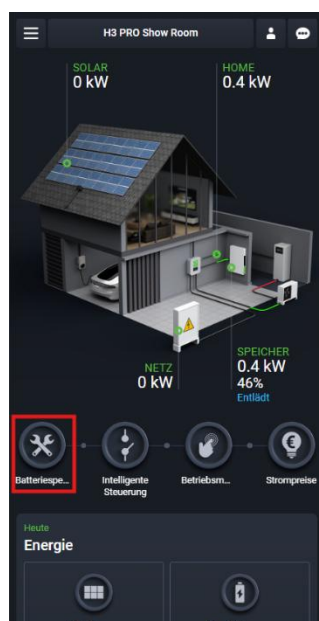 H3 PRO Show Room
SOLAR
0 kW
HOME
0.4 kW
NETZ
0 kW
SPEICHER
0.4 kW
46%
Entlädt
Batteriespe...
Intelligente
Steuerung
Betriebsm...
Strompreise
Heute
Energie